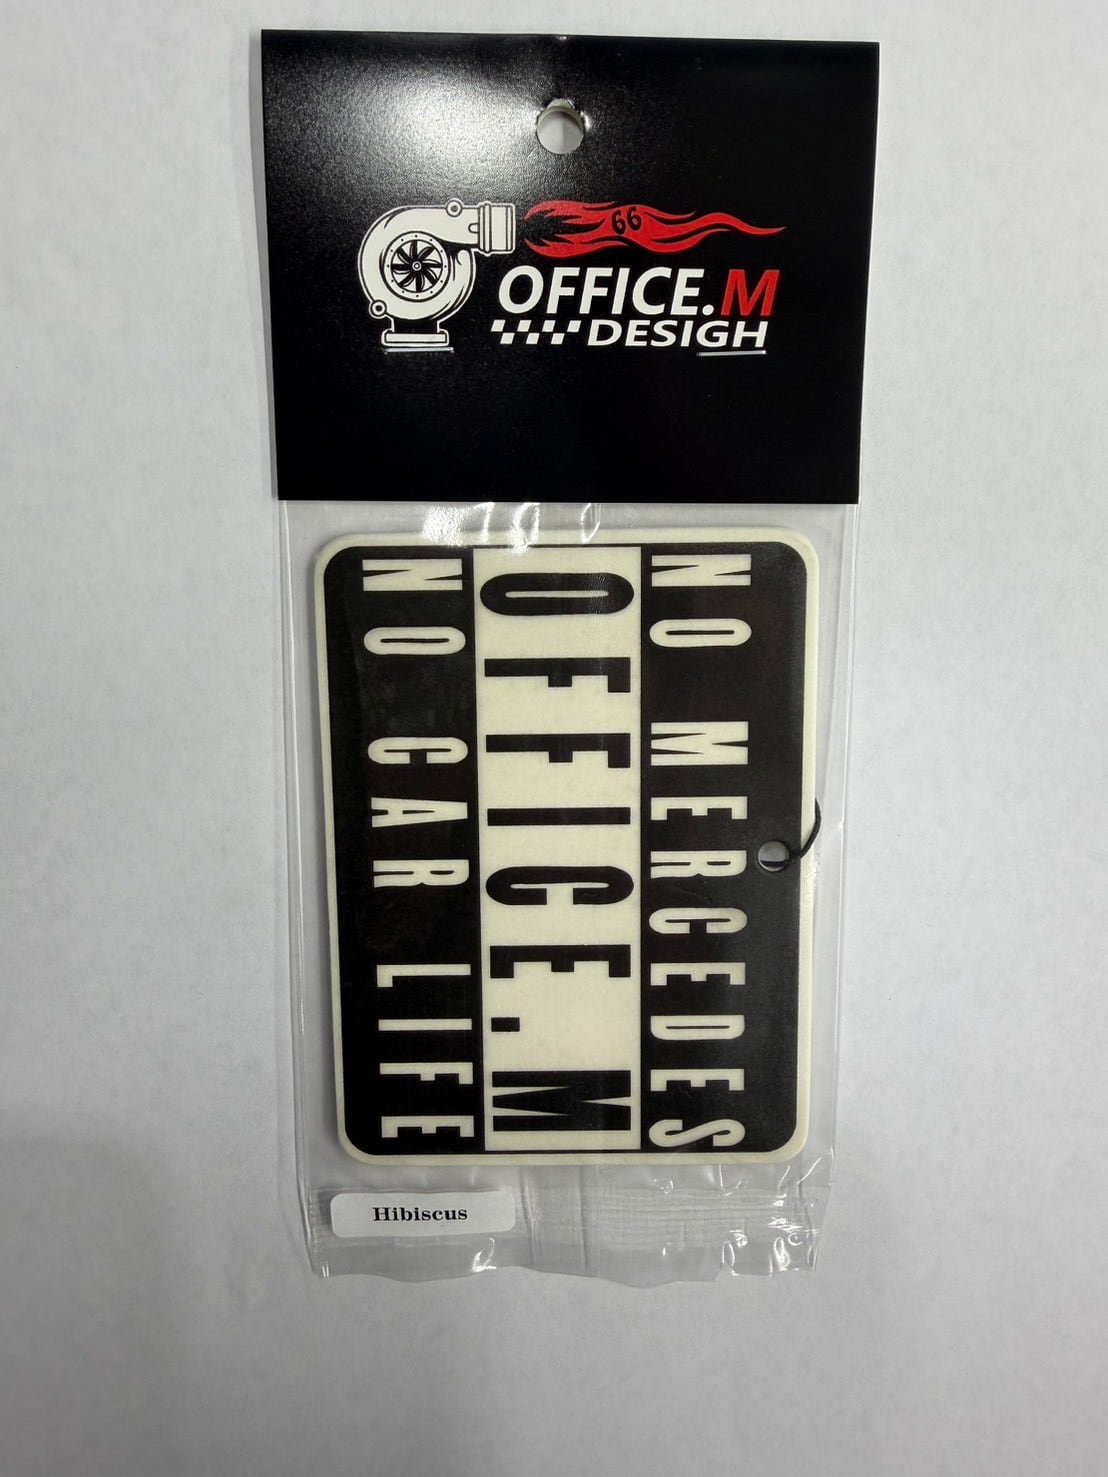 66
OFFICE.M
DESIGH
NO MERCEDES
OFFICE.M
NO CAR LIFE
Hibiscus